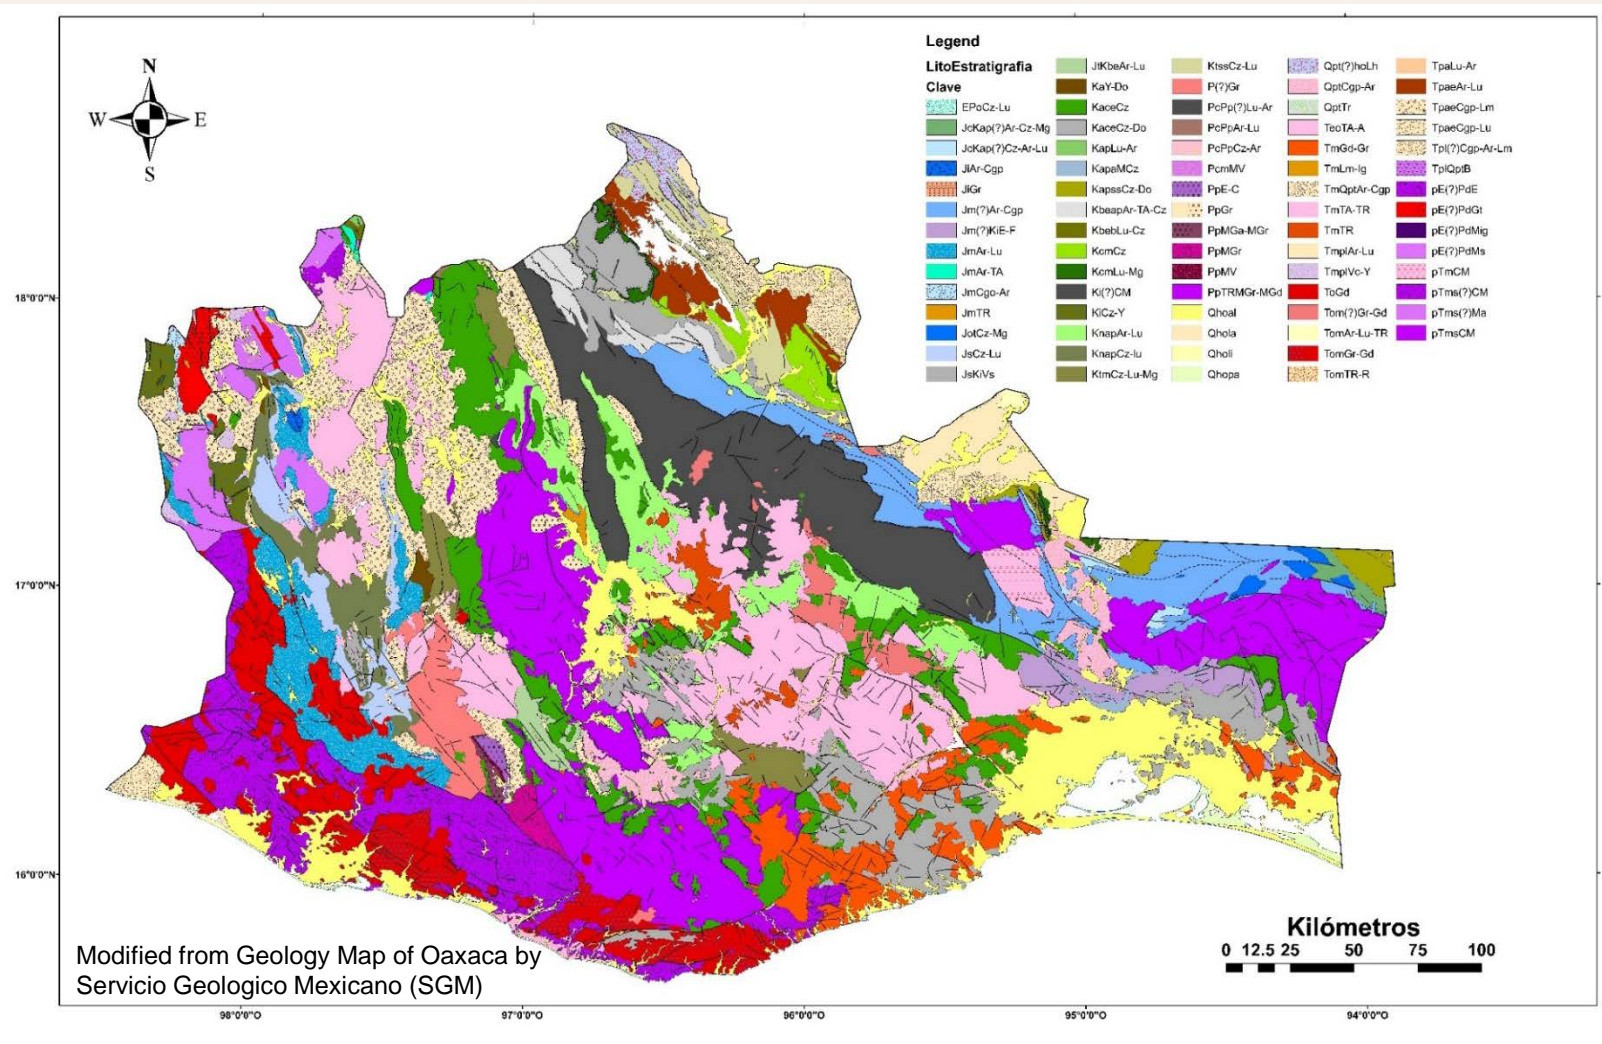 Legend
LitoEstratigrafia
Clave
EPoCz-Lu
JcKap(?)Ar-Cz-Mg
JcKap(?)Cz-Ar-Lu
JiAr-Cgp
JiGr
Jm(?)Ar-Cgp
Jm(?)KiE-F
JmAr-Lu
JmAr-TA
JmCgo-Ar
JmTR
JotCz-Mg
JsCz-Lu
JsKiVs
JtKbeAr-Lu
KaY-Do
KaceCz
KaceCz-Do
KapLu-Ar
KapaMCz
KapssCz-Do
KbeapAr-TA-Cz
KbebLu-Cz
KcmCz
KcmLu-Mg
Ki(?)CM
KiCz-Y
KnapAr-Lu
KnapCz-lu
KtmCz-Lu-Mg
KtssCz-Lu
P(?)Gr
PcPp(?)Lu-Ar
PcPpAr-Lu
PcPpCz-Ar
PcmMV
PpE-C
PpGr
PpMGa-MGr
PpMGr
PpMV
PpTRMGr-MGd
Qhoal
Qhola
Qholi
Qhopa
Qpt(?)hoLh
QptCgp-Ar
QptTr
TeoTA-A
TmGd-Gr
TmLm-Ig
TmQptAr-Cgp
TmTA-TR
TmTR
TmplAr-Lu
TmplVc-Y
ToGd
Tom(?)Gr-Gd
TomAr-Lu-TR
TomGr-Gd
TomTR-R
TpaLu-Ar
TpaeAr-Lu
TpaeCgp-Lm
TpaeCgp-Lu
Tpl(?)Cgp-Ar-Lm
TplQptB
pE(?)PdE
pE(?)PdGt
pE(?)PdMig
pE(?)PdMs
pTmCM
pTms(?)CM
pTms(?)Ma
pTmsCM
N
W E
S
18°0'0"N
17°0'0"N
16°0'0"N
Kilómetros
0 12.5 25 50 75 100
Modified from Geology Map of Oaxaca by
Servicio Geologico Mexicano (SGM)
98°0'0"O 97°0'0"O 96°0'0"O 95°0'0"O 94°0'0"O